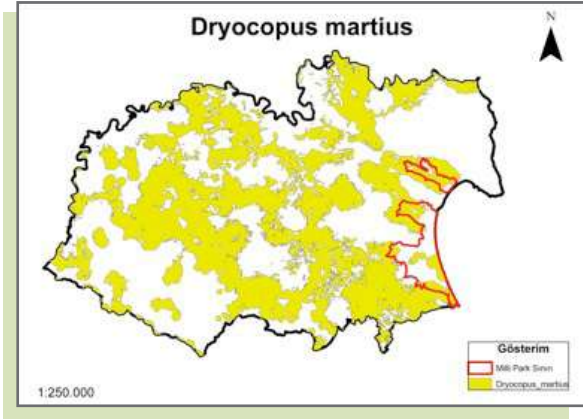 Dryocopus martius
N
Gösterim
Milli Park Sınırı
Dryocopus_martius
1:250.000